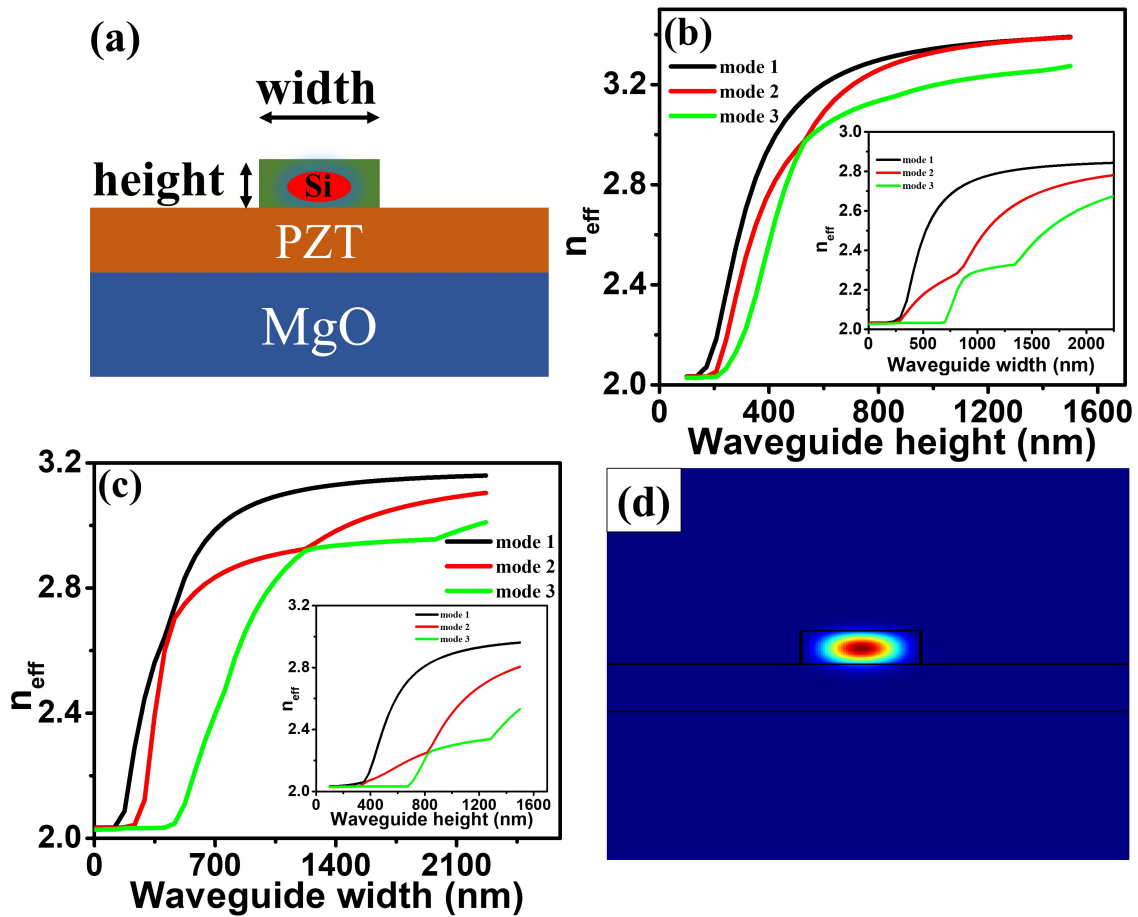 (a)
width
height
Si
PZT
MgO
(b)
mode 1
mode 2
mode 3
n_eff
3.6
3.2
2.8
2.4
2.0
0 400 800 1200 1600
Waveguide height (nm)
mode 1
mode 2
mode 3
n_eff
3.0
2.8
2.6
2.4
2.2
2.0
0 500 1000 1500 2000
Waveguide width (nm)
(c)
mode 1
mode 2
mode 3
n_eff
3.2
2.8
2.4
2.0
0 700 1400 2100
Waveguide width (nm)
mode 1
mode 2
mode 3
n_eff
3.2
2.8
2.4
2.0
0 400 800 1200 1600
Waveguide height (nm)
(d)